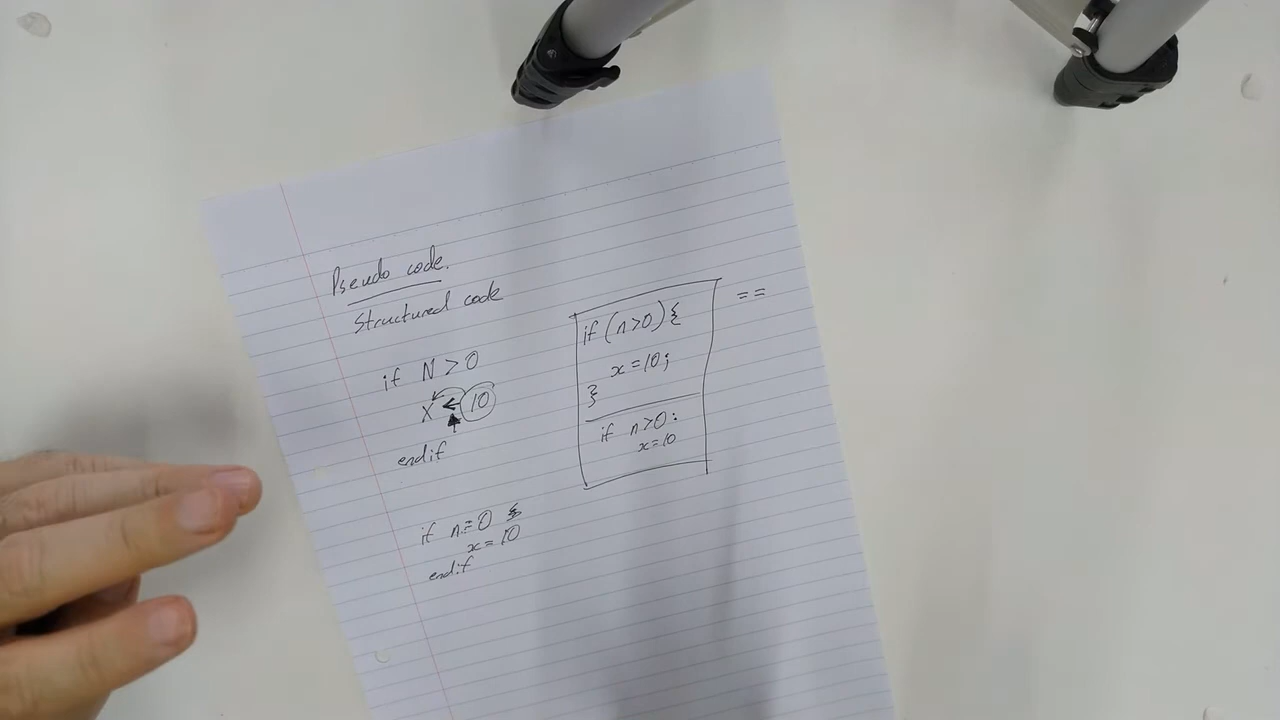 Pseudo code.
Structured code
if N > 0
X ← 10
endif
if (n>0) {
x = 10;
}
if n>0:
x=10
==
if n = 0
x = 10
endif